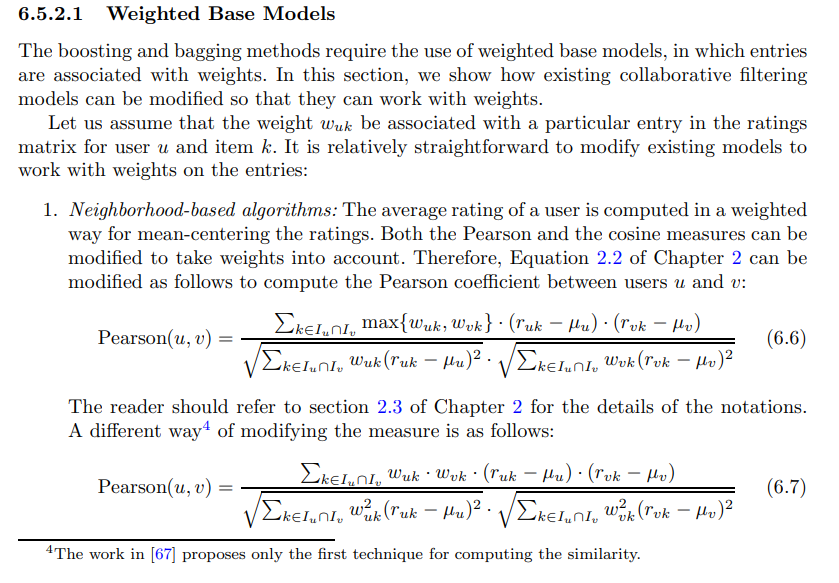 6.5.2.1 Weighted Base Models
The boosting and bagging methods require the use of weighted base models, in which entries
are associated with weights. In this section, we show how existing collaborative filtering
models can be modified so that they can work with weights.
Let us assume that the weight w_{uk} be associated with a particular entry in the ratings
matrix for user u and item k. It is relatively straightforward to modify existing models to
work with weights on the entries:
1. Neighborhood-based algorithms: The average rating of a user is computed in a weighted
way for mean-centering the ratings. Both the Pearson and the cosine measures can be
modified to take weights into account. Therefore, Equation 2.2 of Chapter 2 can be
modified as follows to compute the Pearson coefficient between users u and v:
Pearson(u, v) = \frac{\sum_{k \in I_u \cap I_v} \max\{w_{uk}, w_{vk}\} \cdot (r_{uk} - \mu_u) \cdot (r_{vk} - \mu_v)}{\sqrt{\sum_{k \in I_u \cap I_v} w_{uk}(r_{uk} - \mu_u)^2} \cdot \sqrt{\sum_{k \in I_u \cap I_v} w_{vk}(r_{vk} - \mu_v)^2}} (6.6)
The reader should refer to section 2.3 of Chapter 2 for the details of the notations.
A different way⁴ of modifying the measure is as follows:
Pearson(u, v) = \frac{\sum_{k \in I_u \cap I_v} w_{uk} \cdot w_{vk} \cdot (r_{uk} - \mu_u) \cdot (r_{vk} - \mu_v)}{\sqrt{\sum_{k \in I_u \cap I_v} w_{uk}^2(r_{uk} - \mu_u)^2} \cdot \sqrt{\sum_{k \in I_u \cap I_v} w_{vk}^2(r_{vk} - \mu_v)^2}} (6.7)
⁴The work in [67] proposes only the first technique for computing the similarity.